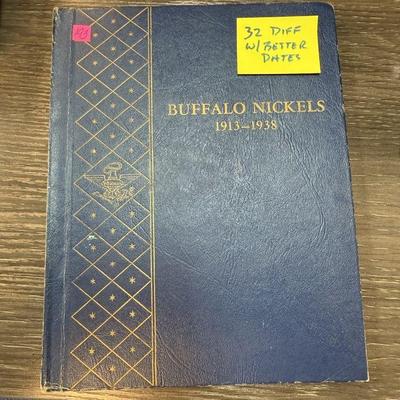 32 DIFF
W/BETTER
DATES
BUFFALO NICKELS
1913-1938